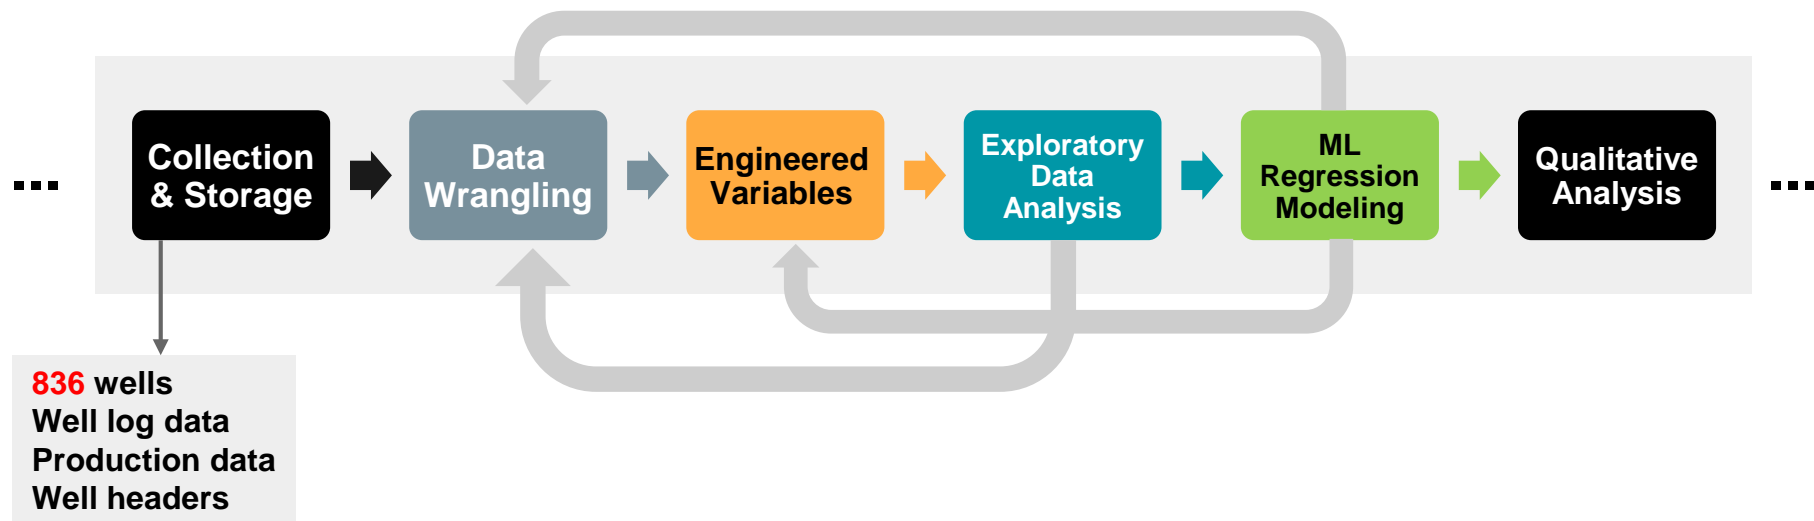 Collection
& Storage
Data
Wrangling
Engineered
Variables
Exploratory
Data
Analysis
ML
Regression
Modeling
Qualitative
Analysis
836 wells
Well log data
Production data
Well headers